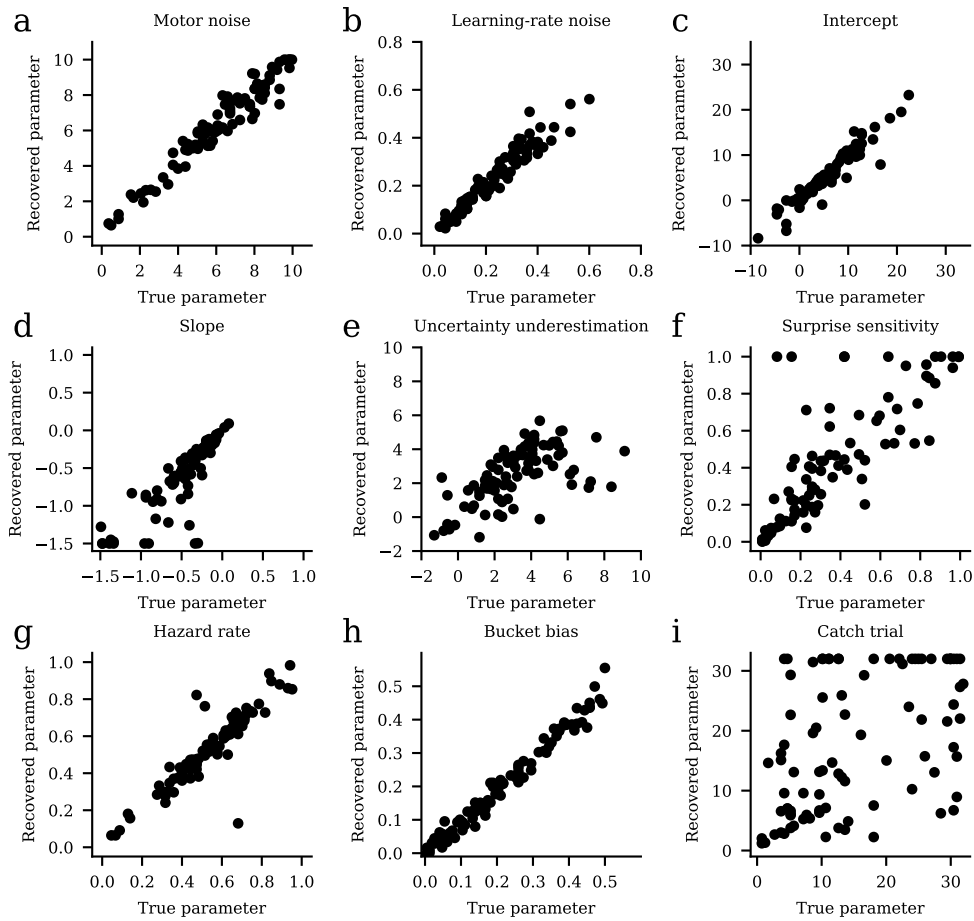 a Motor noise
10
8
6
4
2
0
0 2 4 6 8 10
Recovered parameter
True parameter
b Learning-rate noise
0.8
0.6
0.4
0.2
0.0
0.0 0.2 0.4 0.6 0.8
Recovered parameter
True parameter
c Intercept
30
20
10
0
−10
−10 0 10 20 30
Recovered parameter
True parameter
d Slope
1.0
0.5
0.0
−0.5
−1.0
−1.5
−1.5 −1.0 −0.5 0.0 0.5 1.0
Recovered parameter
True parameter
e Uncertainty underestimation
10
8
6
4
2
0
−2
−2 0 2 4 6 8 10
Recovered parameter
True parameter
f Surprise sensitivity
1.0
0.8
0.6
0.4
0.2
0.0
0.0 0.2 0.4 0.6 0.8 1.0
Recovered parameter
True parameter
g Hazard rate
1.0
0.8
0.6
0.4
0.2
0.0
0.0 0.2 0.4 0.6 0.8 1.0
Recovered parameter
True parameter
h Bucket bias
0.5
0.4
0.3
0.2
0.1
0.0
0.0 0.1 0.2 0.3 0.4 0.5
Recovered parameter
True parameter
i Catch trial
30
20
10
0
0 10 20 30
Recovered parameter
True parameter